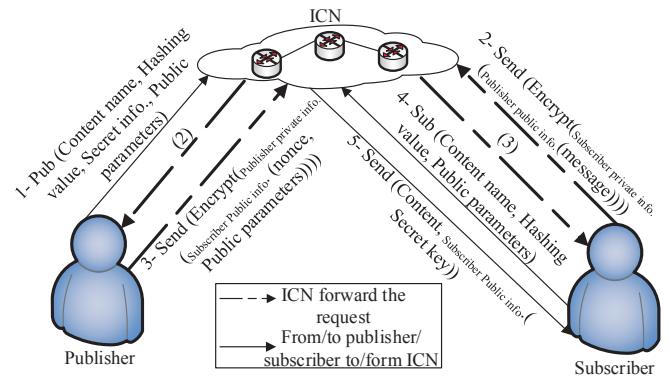 ICN
1- Pub (Content name, Hashing
value, Secret info., Public
parameters)
(2)
3- Send (Encrypt(Publisher private info.
(Subscriber Public info. (nonce,
Public parameters))))
2- Send (Encrypt(Subscriber private info.
(Publisher public info.(message))))
(3)
4- Sub (Content name, Hashing
value, Public parameters)
5- Send (Content, Subscriber Public info.(
Secret key))
Publisher
Subscriber
ICN forward the
request
From/to publisher/
subscriber to/form ICN